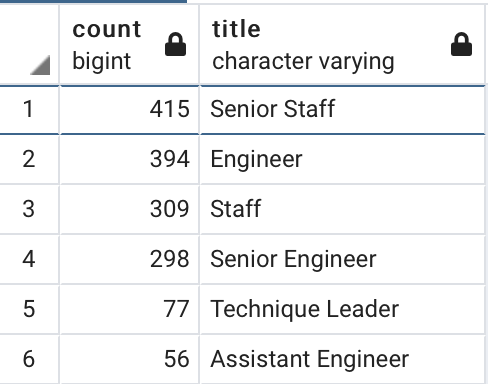 count title
bigint character varying
1 415 Senior Staff
2 394 Engineer
3 309 Staff
4 298 Senior Engineer
5 77 Technique Leader
6 56 Assistant Engineer